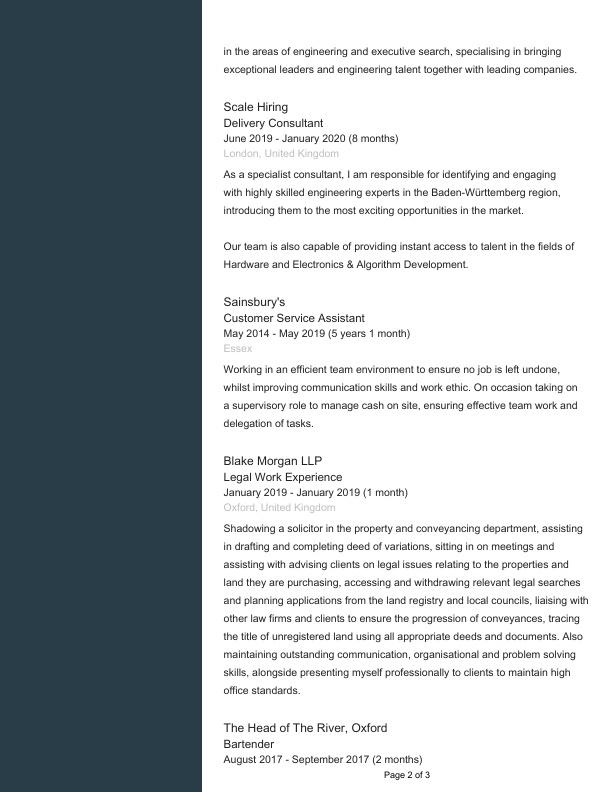 in the areas of engineering and executive search, specialising in bringing
exceptional leaders and engineering talent together with leading companies.
Scale Hiring
Delivery Consultant
June 2019 - January 2020 (8 months)
London, United Kingdom
As a specialist consultant, I am responsible for identifying and engaging
with highly skilled engineering experts in the Baden-Württemberg region,
introducing them to the most exciting opportunities in the market.
Our team is also capable of providing instant access to talent in the fields of
Hardware and Electronics & Algorithm Development.
Sainsbury's
Customer Service Assistant
May 2014 - May 2019 (5 years 1 month)
Essex
Working in an efficient team environment to ensure no job is left undone,
whilst improving communication skills and work ethic. On occasion taking on
a supervisory role to manage cash on site, ensuring effective team work and
delegation of tasks.
Blake Morgan LLP
Legal Work Experience
January 2019 - January 2019 (1 month)
Oxford, United Kingdom
Shadowing a solicitor in the property and conveyancing department, assisting
in drafting and completing deed of variations, sitting in on meetings and
assisting with advising clients on legal issues relating to the properties and
land they are purchasing, accessing and withdrawing relevant legal searches
and planning applications from the land registry and local councils, liaising with
other law firms and clients to ensure the progression of conveyances, tracing
the title of unregistered land using all appropriate deeds and documents. Also
maintaining outstanding communication, organisational and problem solving
skills, alongside presenting myself professionally to clients to maintain high
office standards.
The Head of The River, Oxford
Bartender
August 2017 - September 2017 (2 months)
Page 2 of 3